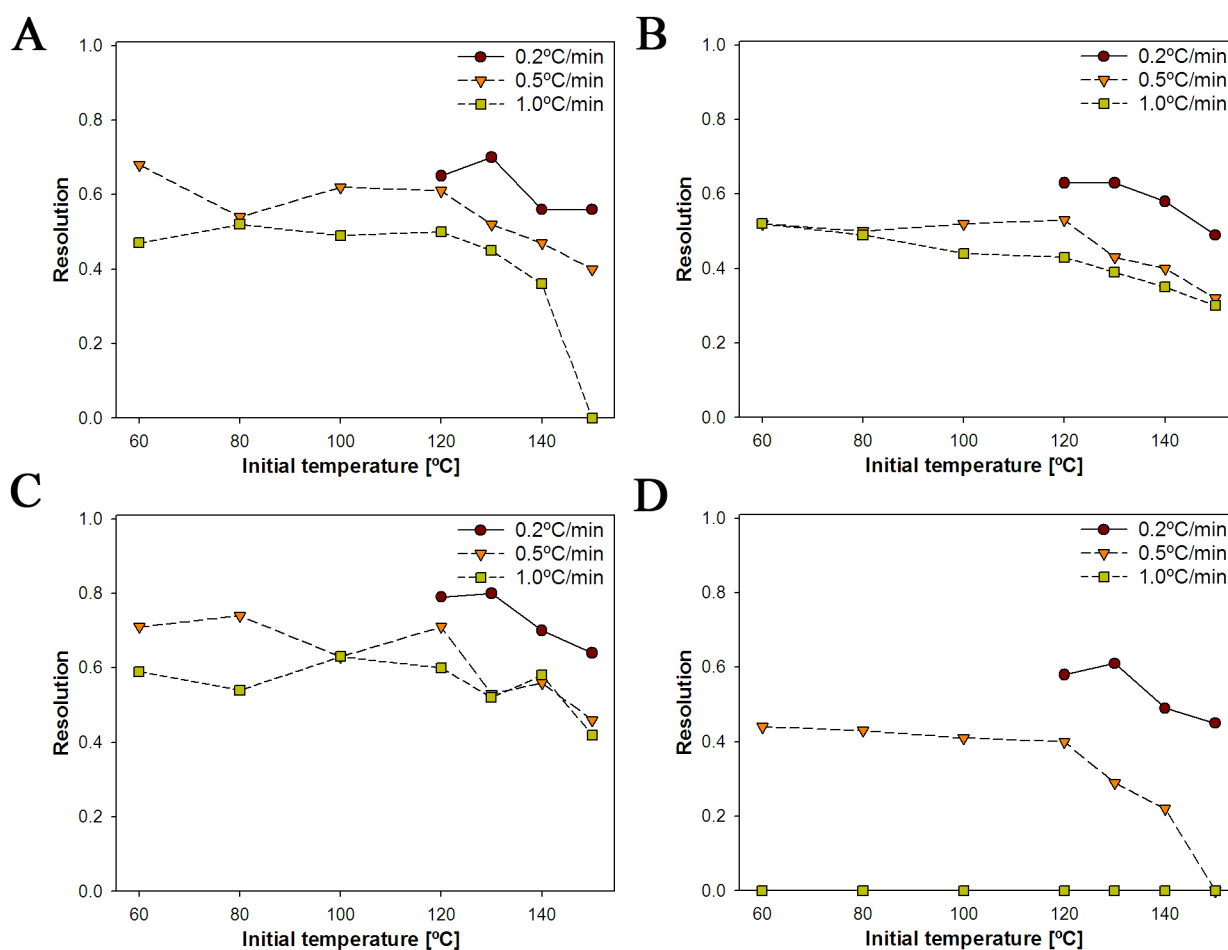 A
1.0
0.8
0.6
0.4
0.2
0.0
Resolution
0.2ºC/min
0.5ºC/min
1.0ºC/min
60 80 100 120 140
Initial temperature [ºC]
B
1.0
0.8
0.6
0.4
0.2
0.0
Resolution
0.2ºC/min
0.5ºC/min
1.0ºC/min
60 80 100 120 140
Initial temperature [ºC]
C
1.0
0.8
0.6
0.4
0.2
0.0
Resolution
0.2ºC/min
0.5ºC/min
1.0ºC/min
60 80 100 120 140
Initial temperature [ºC]
D
1.0
0.8
0.6
0.4
0.2
0.0
Resolution
0.2ºC/min
0.5ºC/min
1.0ºC/min
60 80 100 120 140
Initial temperature [ºC]